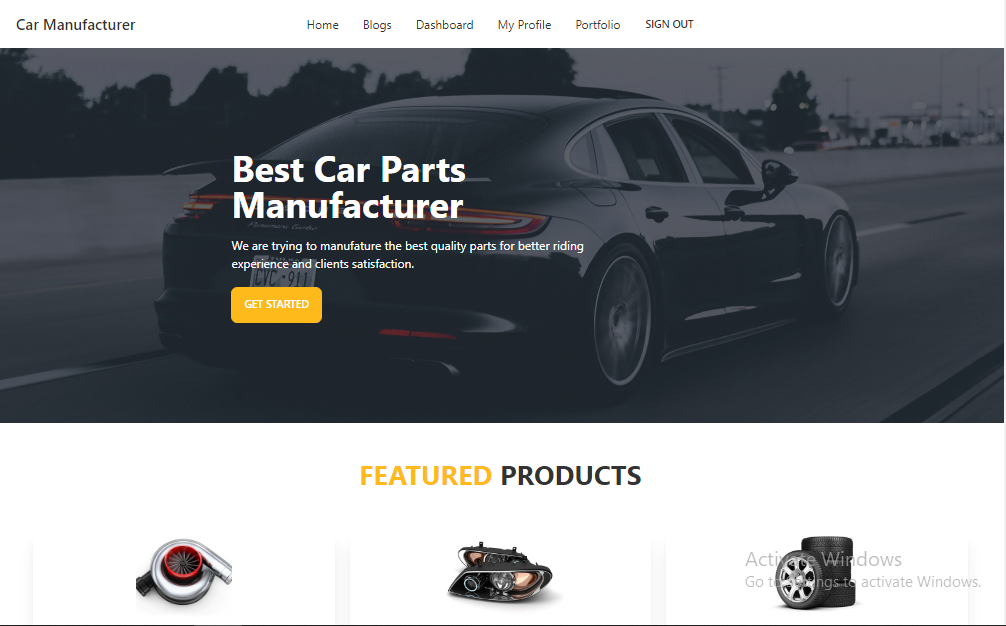 Car Manufacturer
Home Blogs Dashboard My Profile Portfolio SIGN OUT
Best Car Parts
Manufacturer
We are trying to manufature the best quality parts for better riding
experience and clients satisfaction.
GET STARTED
FEATURED PRODUCTS
Activate Windows
Go to Settings to activate Windows.